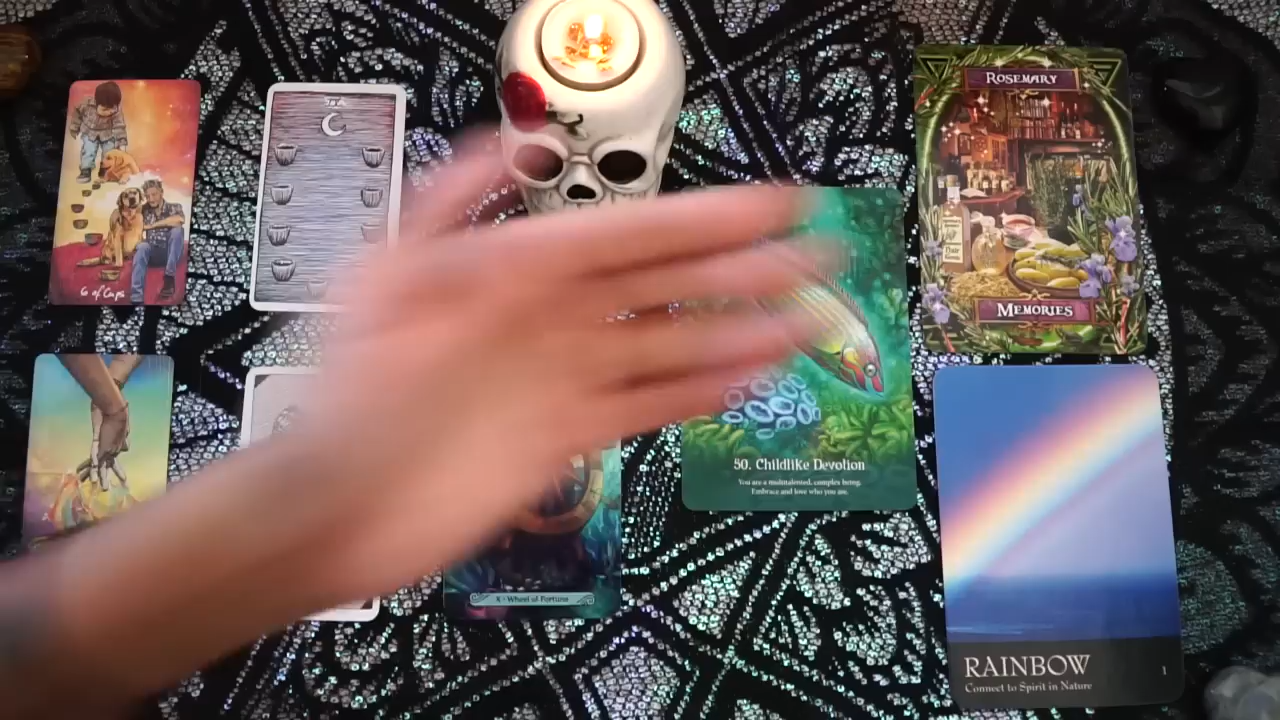 ROSEMARY
6 of Cups
MEMORIES
50. Childlike Devotion
You are a multitalented, complex being.
Embrace and love who you are.
X - Wheel of Fortune
RAINBOW
Connect to Spirit in Nature
1